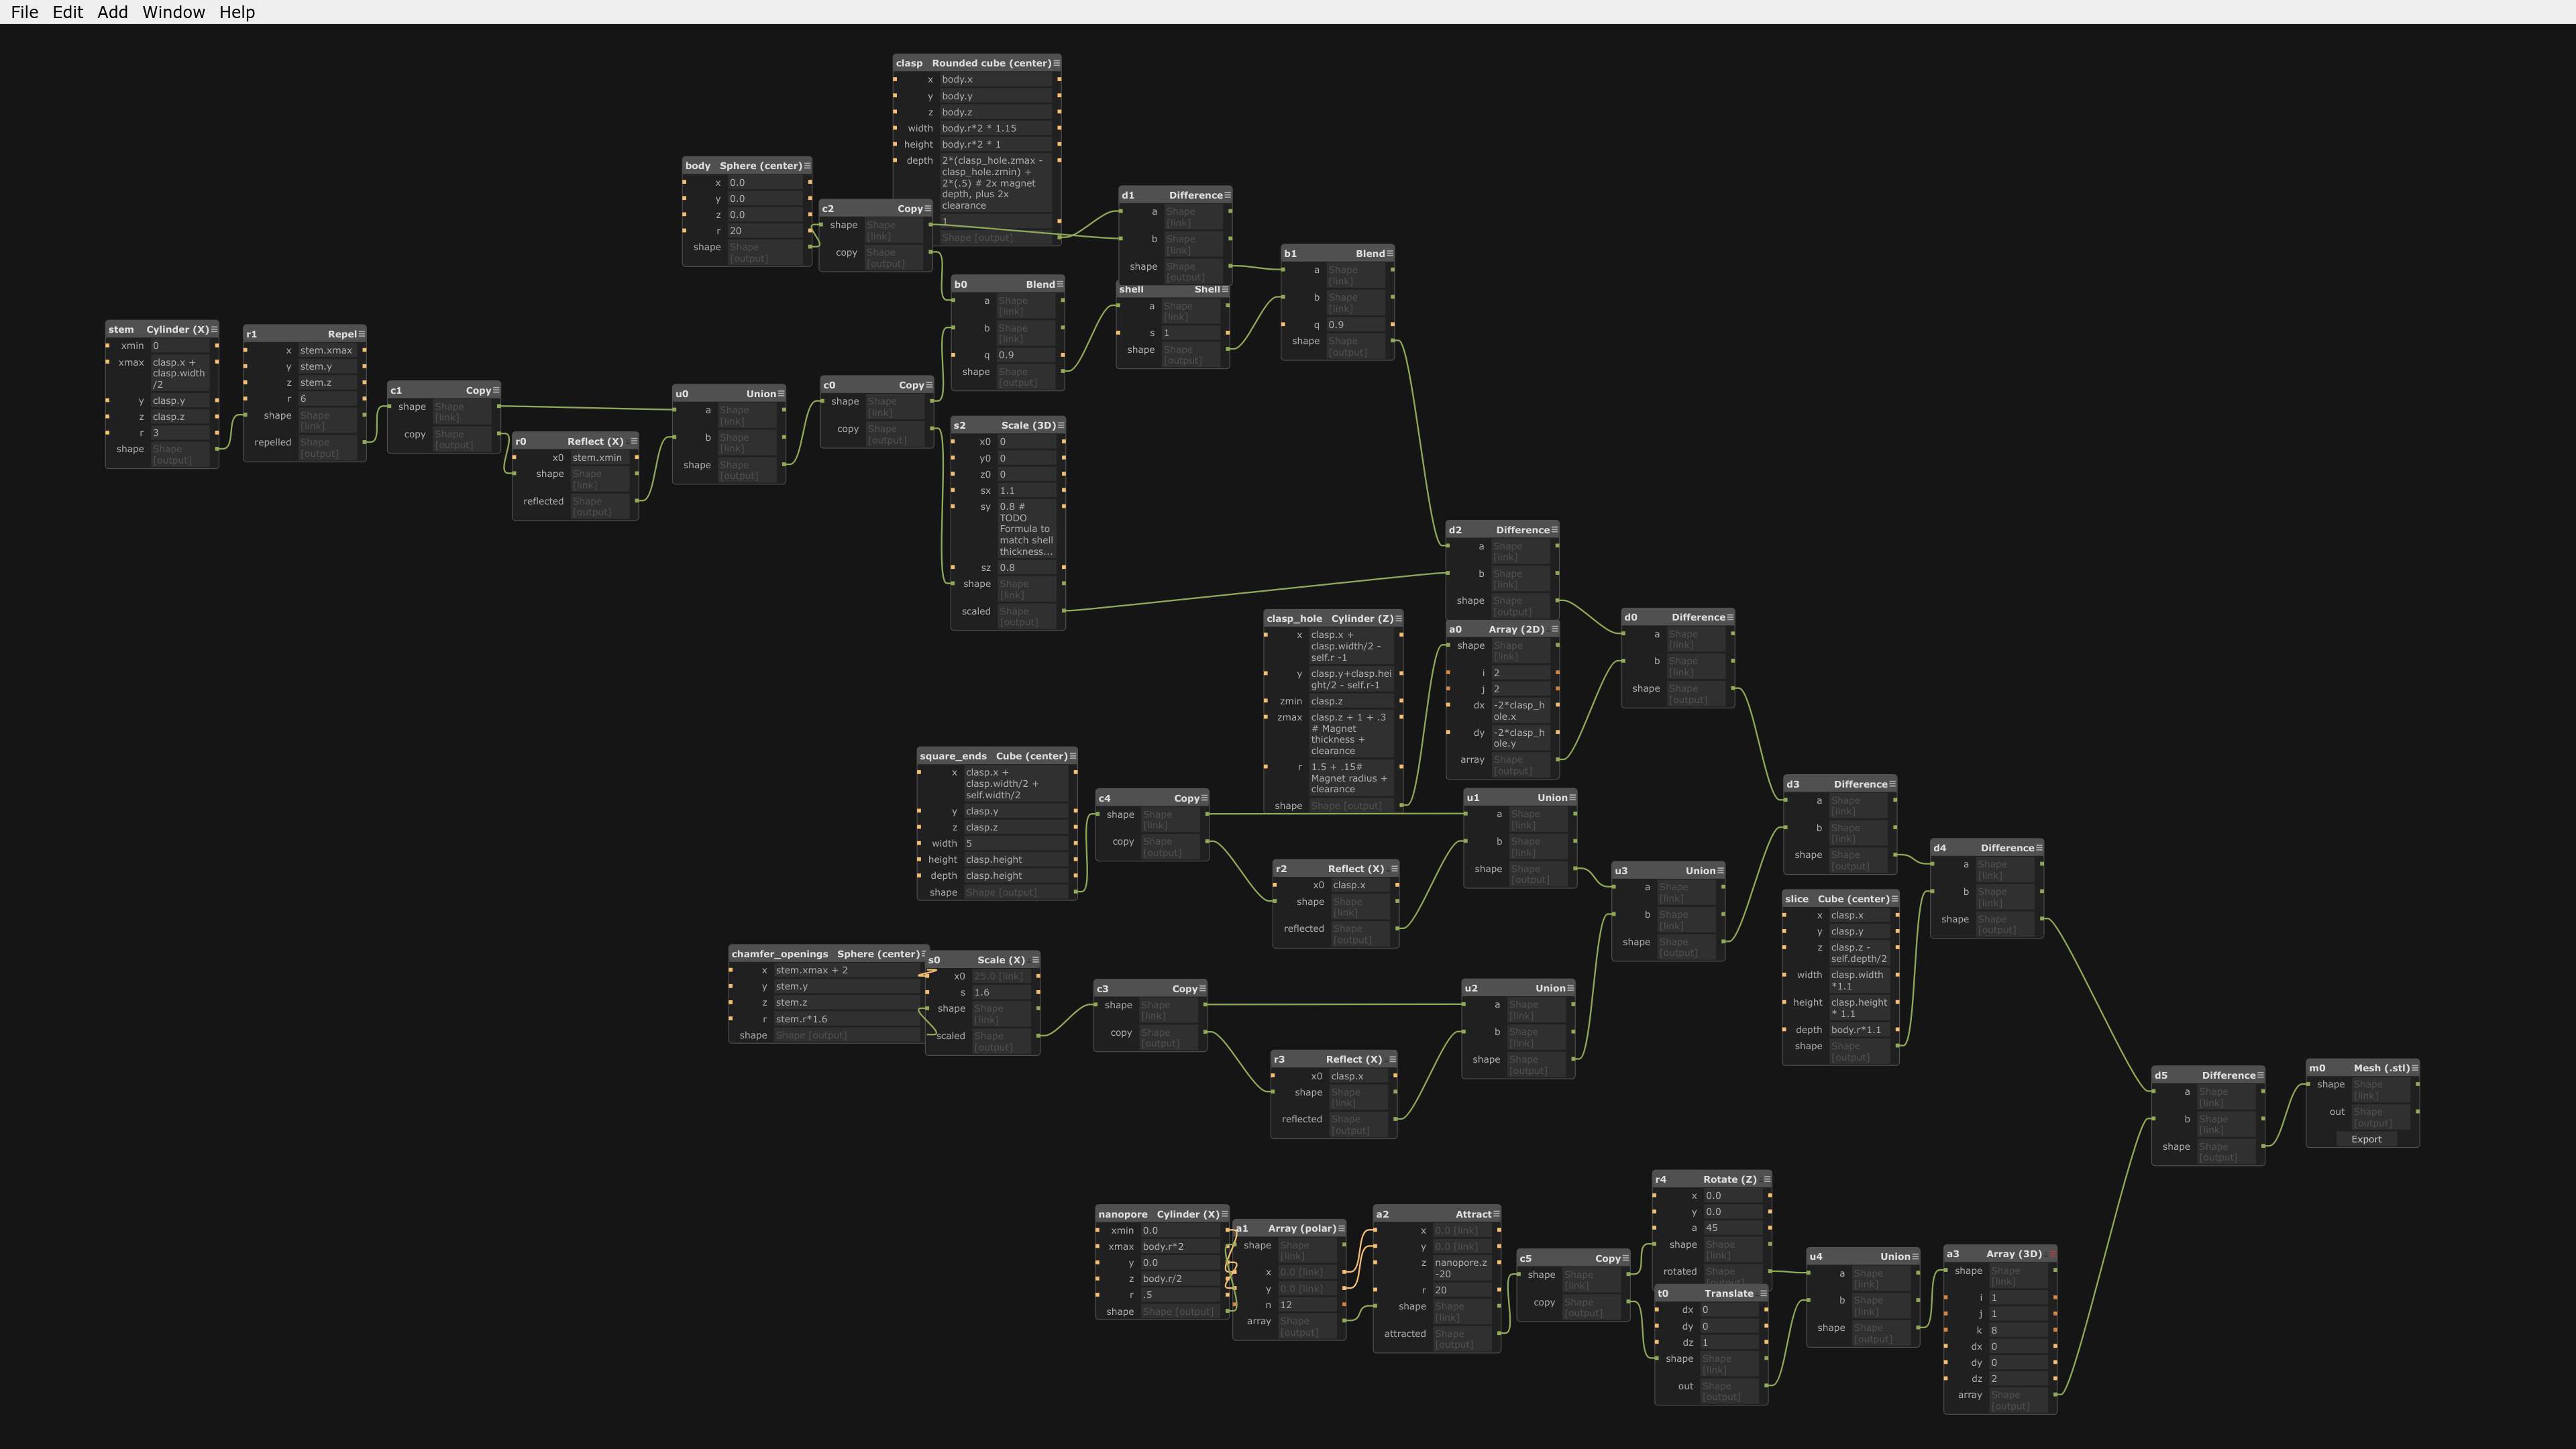 File Edit Add Window Help
clasp Rounded cube (center)
x body.x
y body.y
z body.z
width body.r*2 * 1.15
height body.r*2 * 1
depth 2*(clasp_hole.zmax -
clasp_hole.zmin) +
2*(.5) # 2x magnet
depth, plus 2x
clearance
1
Shape [output]
body Sphere (center)
x 0.0
y 0.0
z 0.0
r 20
shape Shape
[output]
c2 Copy
shape Shape
[link]
copy Shape
[output]
d1 Difference
a Shape
[link]
b Shape
[link]
shape Shape
[output]
b1 Blend
a Shape
[link]
b Shape
[link]
q 0.9
shape Shape
[output]
b0 Blend
a Shape
[link]
b Shape
[link]
q 0.9
shape Shape
[output]
shell Shell
a Shape
[link]
s 1
shape Shape
[output]
stem Cylinder (X)
xmin 0
xmax clasp.x +
clasp.width
/2
y clasp.y
z clasp.z
r 3
shape Shape
[output]
r1 Repel
x stem.xmax
y stem.y
z stem.z
r 6
shape Shape
[link]
repelled Shape
[output]
c1 Copy
shape Shape
[link]
copy Shape
[output]
r0 Reflect (X)
x0 stem.xmin
shape Shape
[link]
reflected Shape
[output]
u0 Union
a Shape
[link]
b Shape
[link]
shape Shape
[output]
c0 Copy
shape Shape
[link]
copy Shape
[output]
s2 Scale (3D)
x0 0
y0 0
z0 0
sx 1.1
sy 0.8 #
TODO
Formula to
match shell
thickness...
sz 0.8
shape Shape
[link]
scaled Shape
[output]
d2 Difference
a Shape
[link]
b Shape
[link]
shape Shape
[output]
clasp_hole Cylinder (Z)
x clasp.x +
clasp.width/2 -
self.r -1
y clasp.y+clasp.hei
ght/2 - self.r-1
zmin clasp.z
zmax clasp.z + 1 + .3
# Magnet
thickness +
clearance
r 1.5 + .15#
Magnet radius +
clearance
shape Shape [output]
a0 Array (2D)
shape Shape
[link]
i 2
j 2
dx -2*clasp_h
ole.x
dy -2*clasp_h
ole.y
array Shape
[output]
d0 Difference
a Shape
[link]
b Shape
[link]
shape Shape
[output]
square_ends Cube (center)
x clasp.x +
clasp.width/2 +
self.width/2
y clasp.y
z clasp.z
width 5
height clasp.height
depth clasp.height
shape Shape [output]
c4 Copy
shape Shape
[link]
copy Shape
[output]
r2 Reflect (X)
x0 clasp.x
shape Shape
[link]
reflected Shape
[output]
u1 Union
a Shape
[link]
b Shape
[link]
shape Shape
[output]
u3 Union
a Shape
[link]
b Shape
[link]
shape Shape
[output]
d3 Difference
a Shape
[link]
b Shape
[link]
shape Shape
[output]
d4 Difference
a Shape
[link]
b Shape
[link]
shape Shape
[output]
slice Cube (center)
x clasp.x
y clasp.y
z clasp.z -
self.depth/2
width clasp.width
*1.1
height clasp.height
* 1.1
depth body.r*1.1
shape Shape
[output]
chamfer_openings Sphere (center)
x stem.xmax + 2
y stem.y
z stem.z
r stem.r*1.6
shape Shape [output]
s0 Scale (X)
x0 25.0 [link]
s 1.6
shape Shape
[link]
scaled Shape
[output]
c3 Copy
shape Shape
[link]
copy Shape
[output]
r3 Reflect (X)
x0 clasp.x
shape Shape
[link]
reflected Shape
[output]
u2 Union
a Shape
[link]
b Shape
[link]
shape Shape
[output]
d5 Difference
a Shape
[link]
b Shape
[link]
shape Shape
[output]
m0 Mesh (.stl)
shape Shape
[link]
out Shape
[output]
Export
nanopore Cylinder (X)
xmin 0.0
xmax body.r*2
y 0.0
z body.r/2
r .5
shape Shape [output]
a1 Array (polar)
shape Shape
[link]
x 0.0 [link]
y 0.0 [link]
n 12
array Shape
[output]
a2 Attract
x 0.0 [link]
y 0.0 [link]
z nanopore.z
-20
r 20
shape Shape
[link]
attracted Shape
[output]
c5 Copy
shape Shape
[link]
copy Shape
[output]
r4 Rotate (Z)
x 0.0
y 0.0
a 45
shape Shape
[link]
rotated Shape
[output]
t0 Translate
dx 0
dy 0
dz 1
shape Shape
[link]
out Shape
[output]
u4 Union
a Shape
[link]
b Shape
[link]
shape Shape
[output]
a3 Array (3D)
shape Shape
[link]
i 1
j 1
k 8
dx 0
dy 0
dz 2
array Shape
[output]